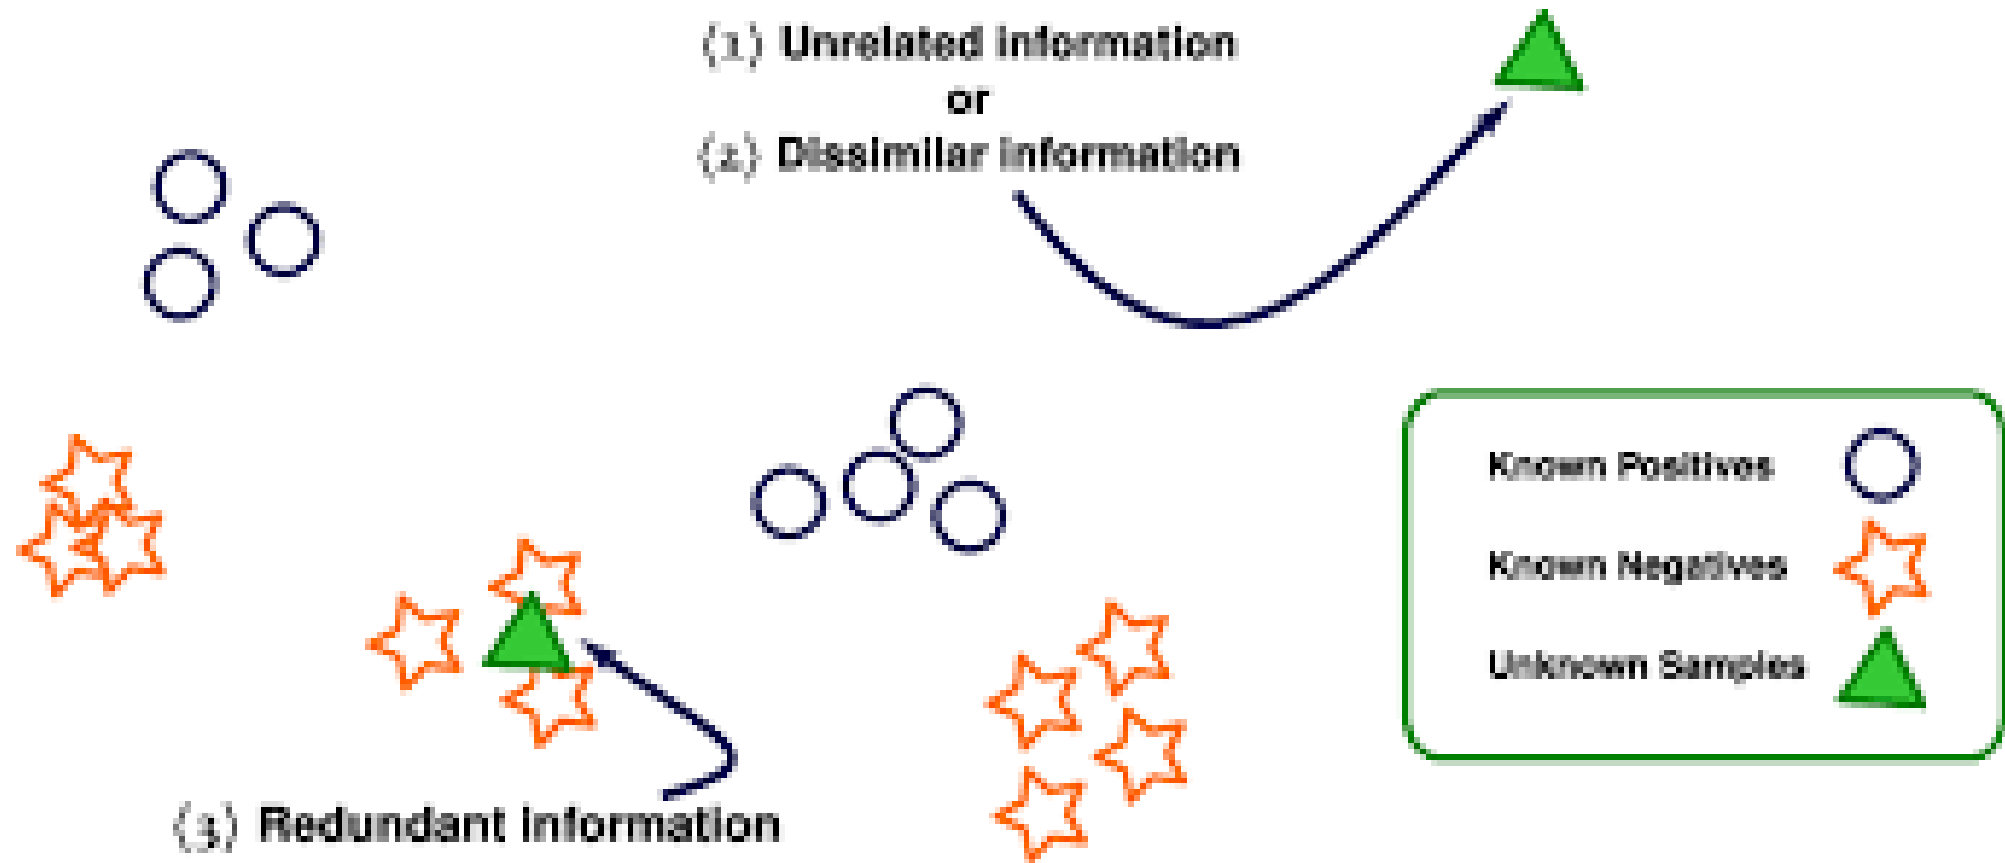 (1) Unrelated information
or
(2) Dissimilar information
Known Positives
Known Negatives
Unknown Samples
(3) Redundant information